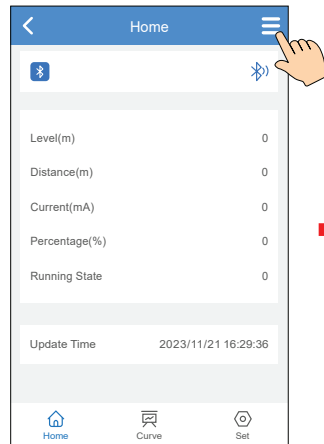 Home
Level(m) 0
Distance(m) 0
Current(mA) 0
Percentage(%) 0
Running State 0
Update Time 2023/11/21 16:29:36
Home Curve Set